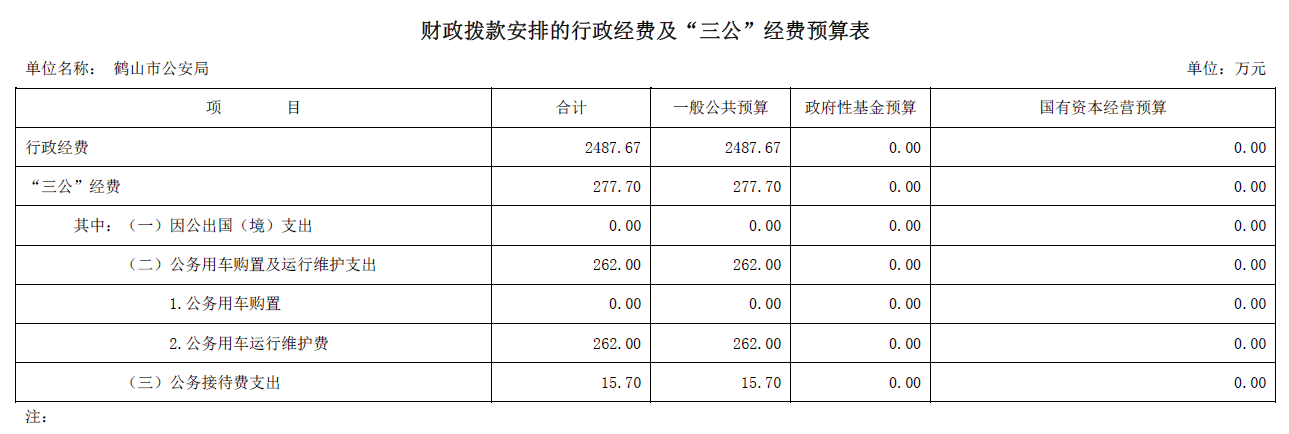 财政拨款安排的行政经费及“三公”经费预算表
单位名称： 鹤山市公安局 单位：万元
项 目 合计 一般公共预算 政府性基金预算 国有资本经营预算
行政经费 2487.67 2487.67 0.00 0.00
“三公”经费 277.70 277.70 0.00 0.00
其中：（一）因公出国（境）支出 0.00 0.00 0.00 0.00
（二）公务用车购置及运行维护支出 262.00 262.00 0.00 0.00
1.公务用车购置 0.00 0.00 0.00 0.00
2.公务用车运行维护费 262.00 262.00 0.00 0.00
（三）公务接待费支出 15.70 15.70 0.00 0.00
注：